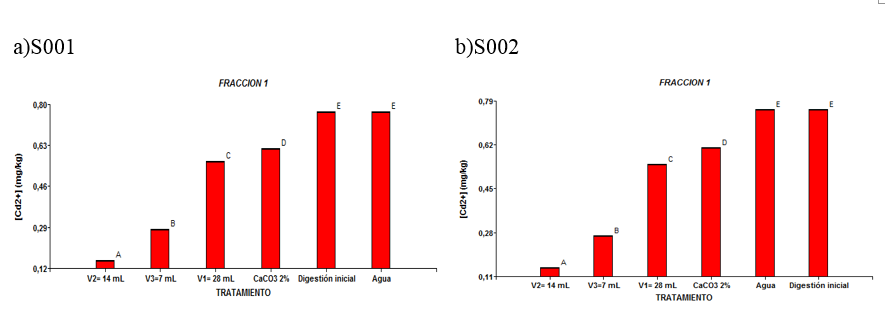 a)S001
FRACCION 1
[Cd2+] (mg/kg)
0,80
0,63
0,46
0,29
0,12
A
B
C
D
E
E
V2= 14 mL
V3=7 mL
V1= 28 mL
CaCO3 2%
Digestión inicial
Agua
TRATAMIENTO
b)S002
FRACCION 1
[Cd2+] (mg/kg)
0,79
0,62
0,45
0,28
0,11
A
B
C
D
E
E
V2= 14 mL
V3=7 mL
V1= 28 mL
CaCO3 2%
Agua
Digestión inicial
TRATAMIENTO